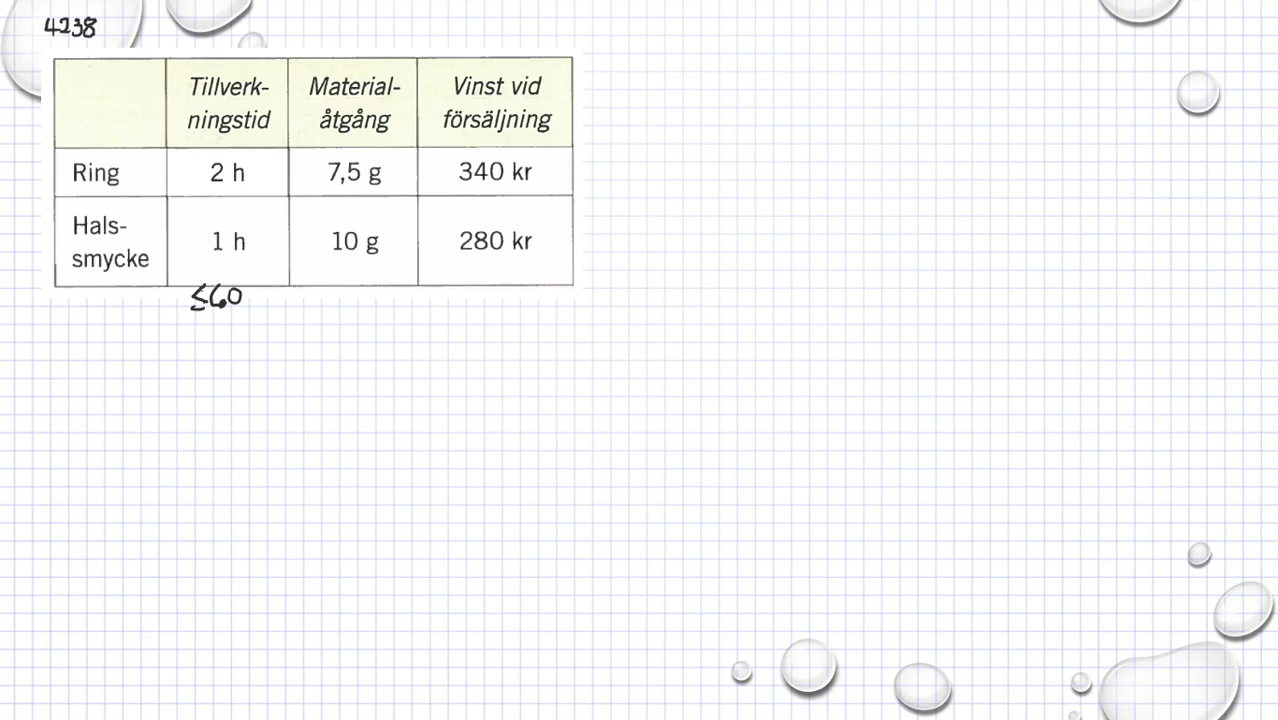 4238
Tillverk-
ningstid
Material-
åtgång
Vinst vid
försäljning
Ring 2 h 7,5 g 340 kr
Hals-
smycke
1 h 10 g 280 kr
≤60